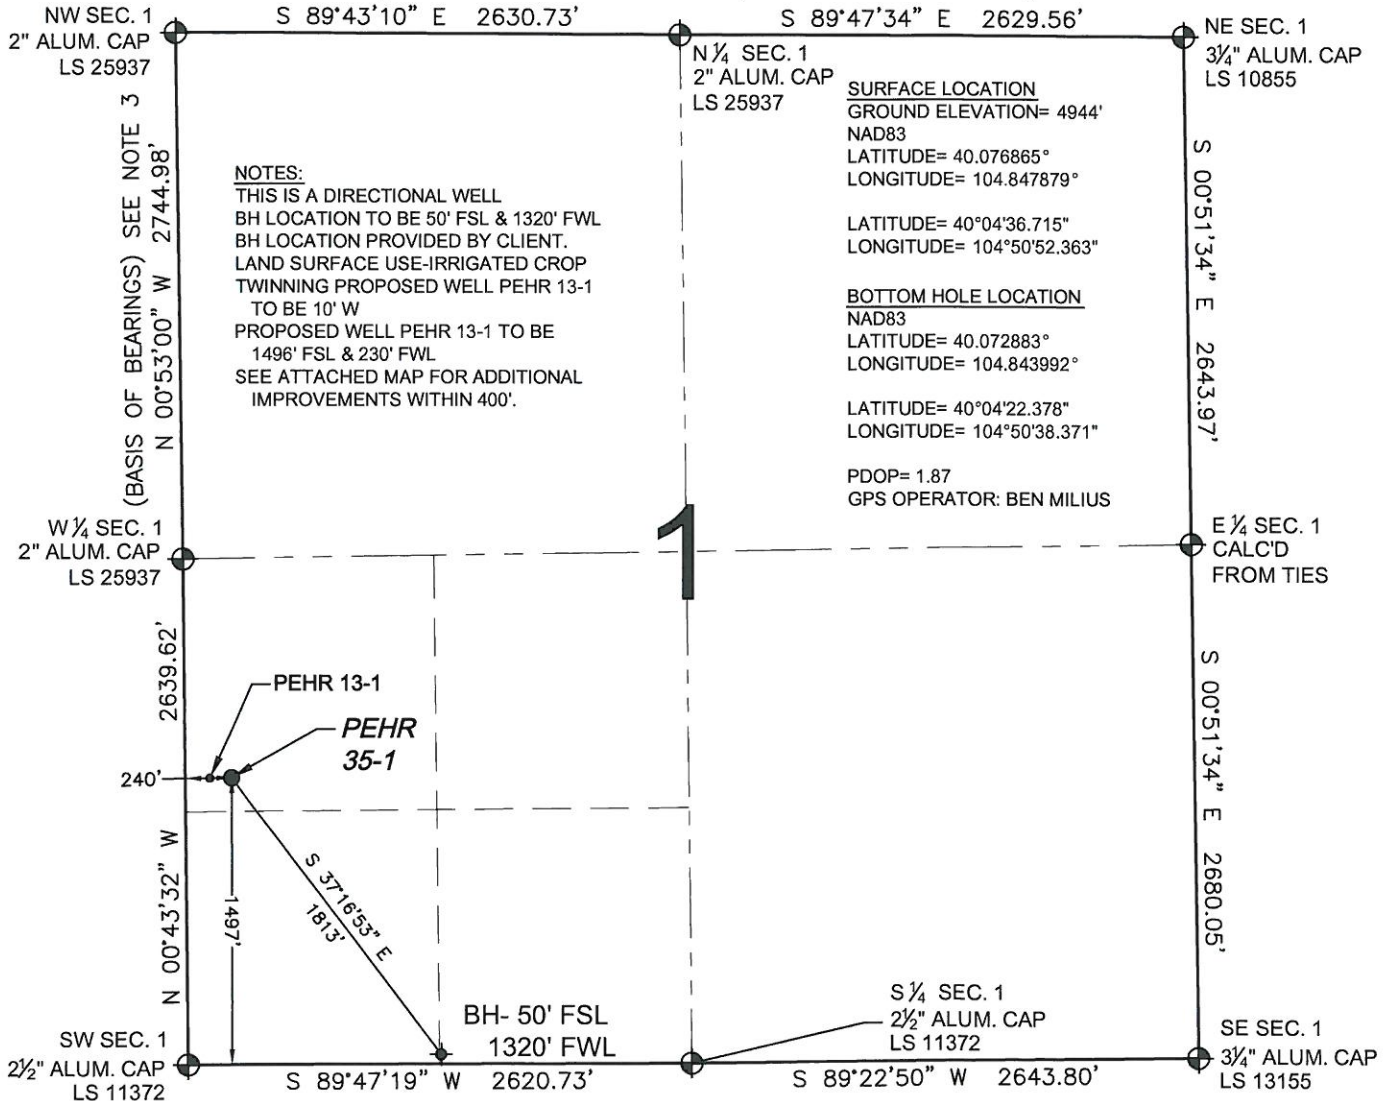 NW SEC. 1
2" ALUM. CAP
LS 25937
S 89°43'10" E 2630.73'
N ¼ SEC. 1
2" ALUM. CAP
LS 25937
S 89°47'34" E 2629.56'
NE SEC. 1
3¼" ALUM. CAP
LS 10855
(BASIS OF BEARINGS) SEE NOTE 3
N 00°53'00" W 2744.98'
NOTES:
THIS IS A DIRECTIONAL WELL
BH LOCATION TO BE 50' FSL & 1320' FWL
BH LOCATION PROVIDED BY CLIENT.
LAND SURFACE USE-IRRIGATED CROP
TWINNING PROPOSED WELL PEHR 13-1
TO BE 10' W
PROPOSED WELL PEHR 13-1 TO BE
1496' FSL & 230' FWL
SEE ATTACHED MAP FOR ADDITIONAL
IMPROVEMENTS WITHIN 400'.
SURFACE LOCATION
GROUND ELEVATION= 4944'
NAD83
LATITUDE= 40.076865°
LONGITUDE= 104.847879°
LATITUDE= 40°04'36.715"
LONGITUDE= 104°50'52.363"
BOTTOM HOLE LOCATION
NAD83
LATITUDE= 40.072883°
LONGITUDE= 104.843992°
LATITUDE= 40°04'22.378"
LONGITUDE= 104°50'38.371"
PDOP= 1.87
GPS OPERATOR: BEN MILIUS
S 00°51'34" E 2643.97'
W ¼ SEC. 1
2" ALUM. CAP
LS 25937
1
E ¼ SEC. 1
CALC'D
FROM TIES
N 00°43'32" W 2639.62'
PEHR 13-1
PEHR
35-1
240'
1497'
S 37°16'53" E
1813'
S 00°51'34" E 2680.05'
BH- 50' FSL
1320' FWL
S ¼ SEC. 1
2½" ALUM. CAP
LS 11372
SW SEC. 1
2½" ALUM. CAP
LS 11372
S 89°47'19" W 2620.73'
S 89°22'50" W 2643.80'
SE SEC. 1
3¼" ALUM. CAP
LS 13155